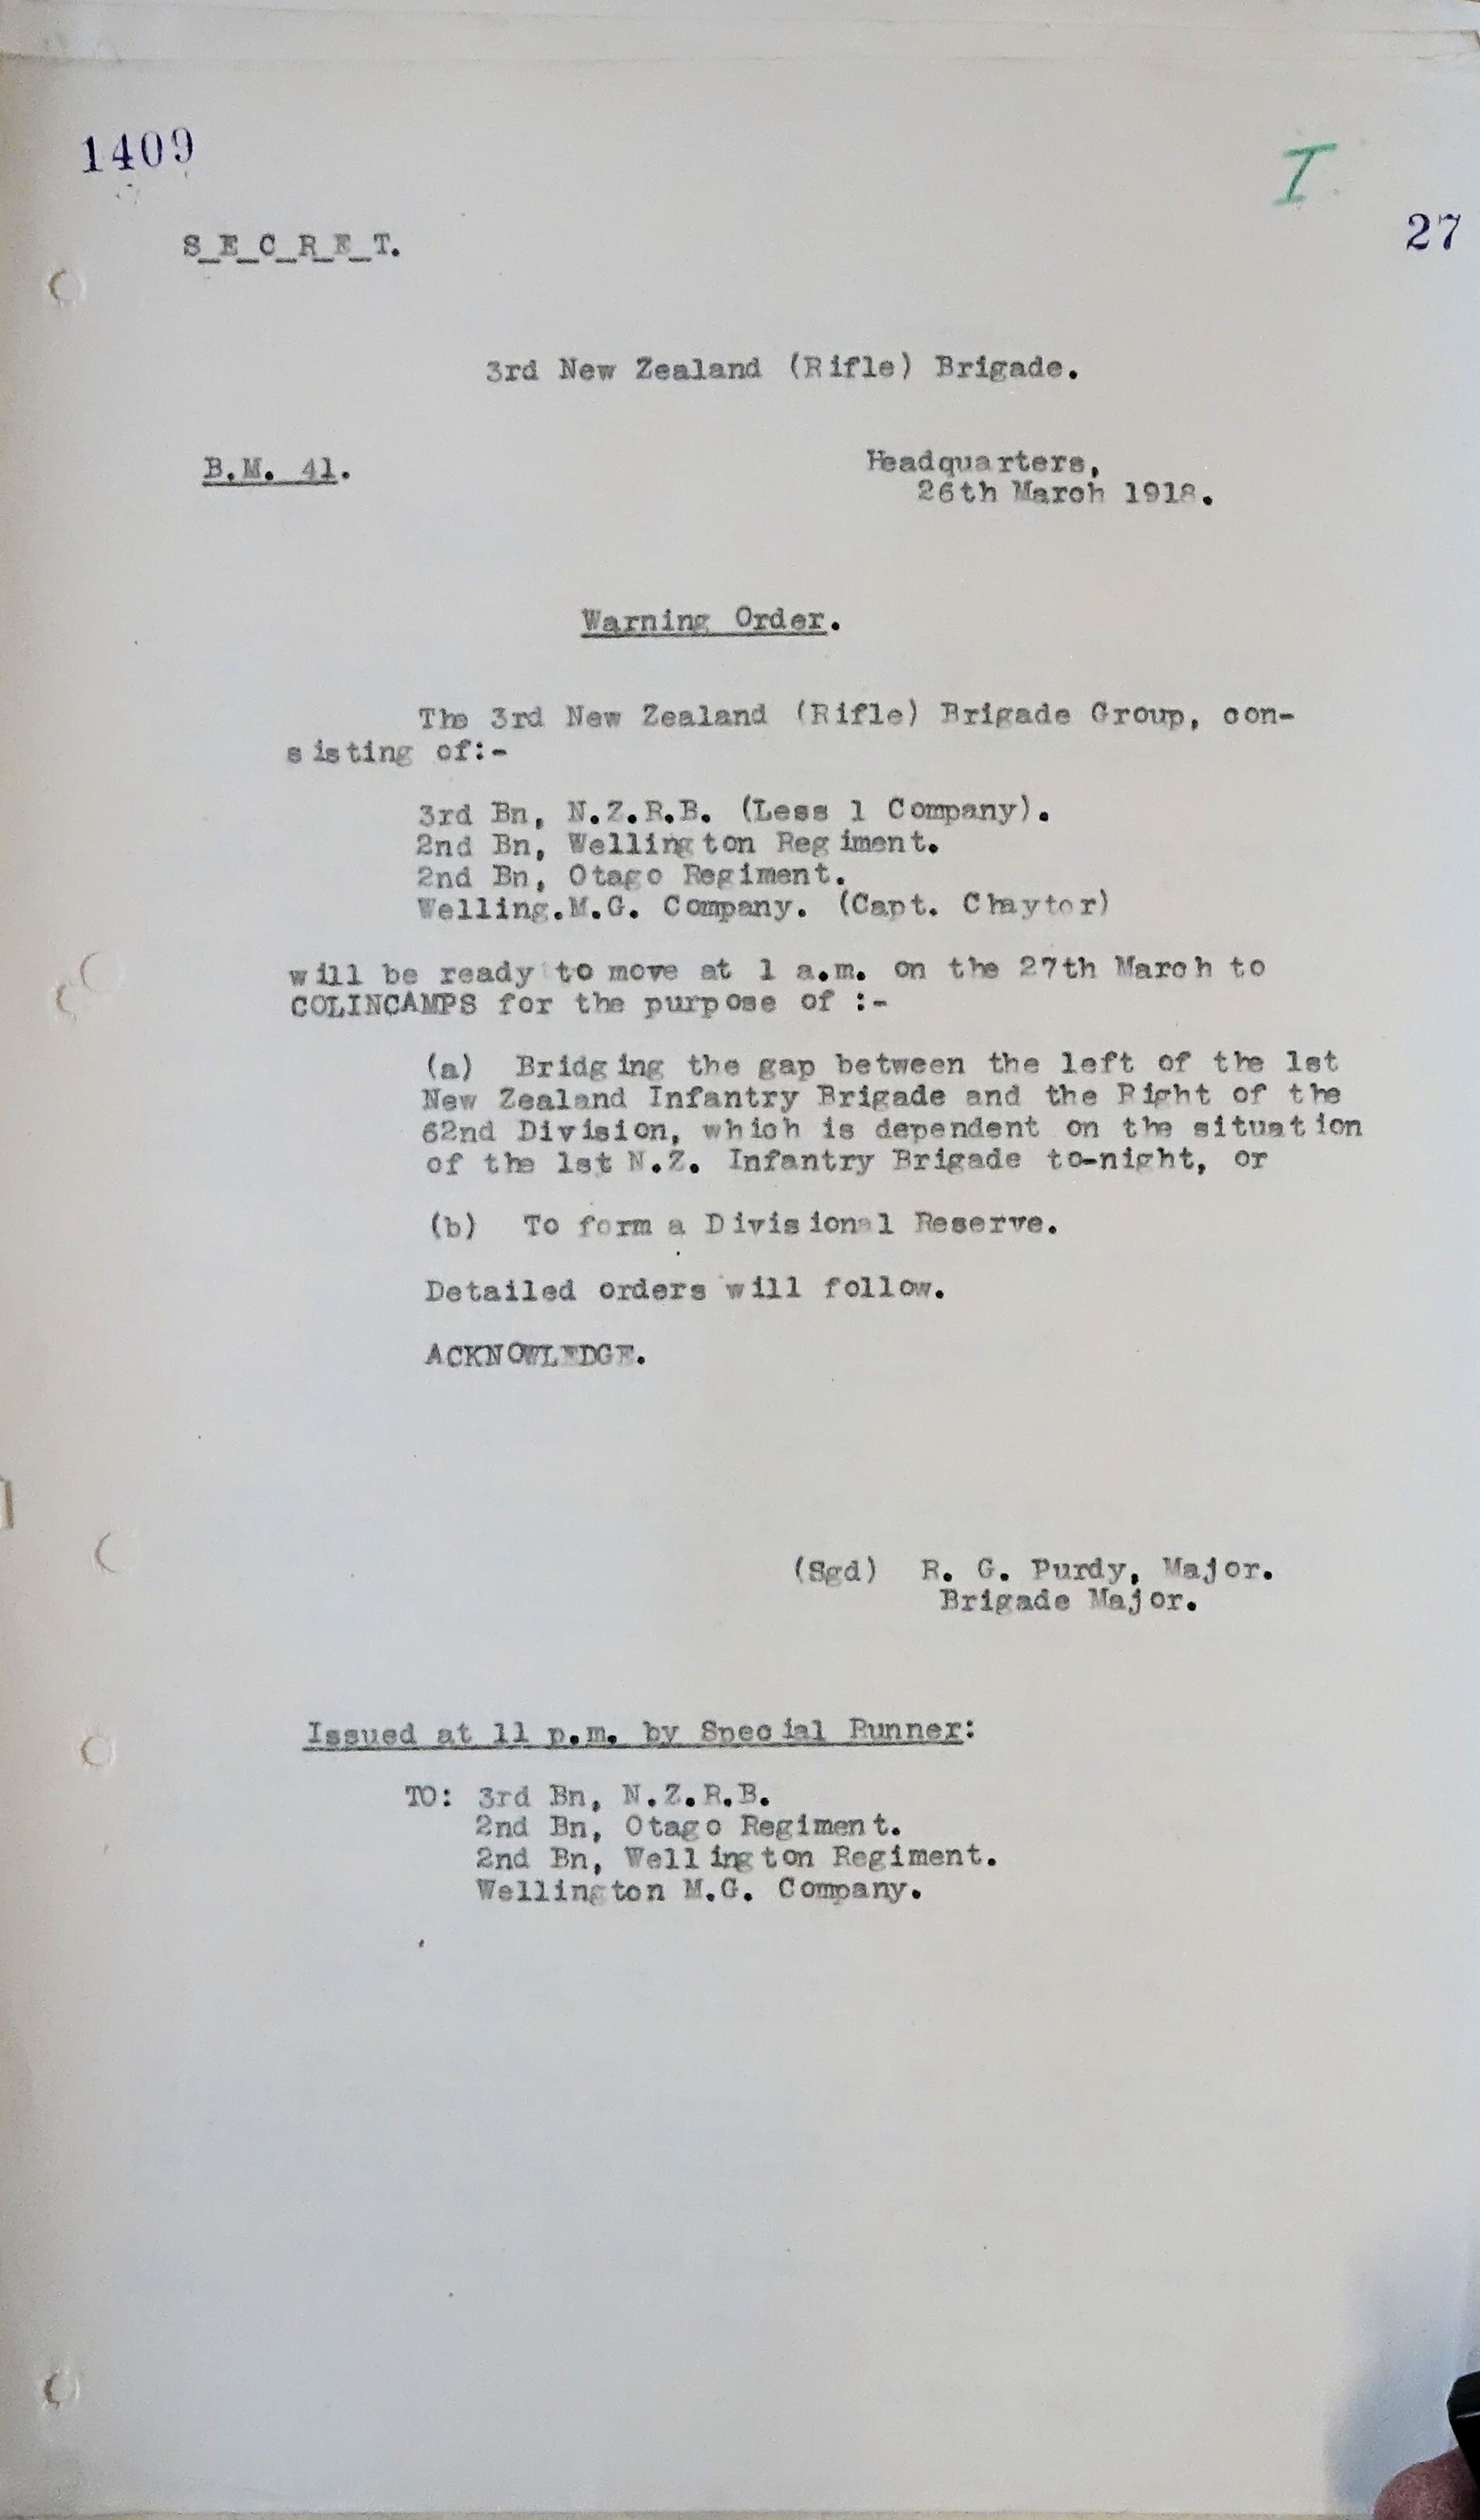 1409
I
27
S_E_C_R_E_T.
3rd New Zealand (Rifle) Brigade.
B.M. 41.
Headquarters,
26th March 1918.
Warning Order.
The 3rd New Zealand (Rifle) Brigade Group, con-
sisting of:-
3rd Bn, N.Z.R.B. (Less 1 Company).
2nd Bn, Wellington Regiment.
2nd Bn, Otago Regiment.
Welling.M.G. Company. (Capt. Chaytor)
will be ready to move at 1 a.m. on the 27th March to
COLINCAMPS for the purpose of :-
(a) Bridging the gap between the left of the 1st
New Zealand Infantry Brigade and the Right of the
62nd Division, which is dependent on the situation
of the 1st N.Z. Infantry Brigade to-night, or
(b) To form a Divisional Reserve.
Detailed orders will follow.
ACKNOWLEDGE.
(Sgd) R. G. Purdy, Major.
Brigade Major.
Issued at 11 p.m. by Special Runner:
TO: 3rd Bn, N.Z.R.B.
2nd Bn, Otago Regiment.
2nd Bn, Wellington Regiment.
Wellington M.G. Company.